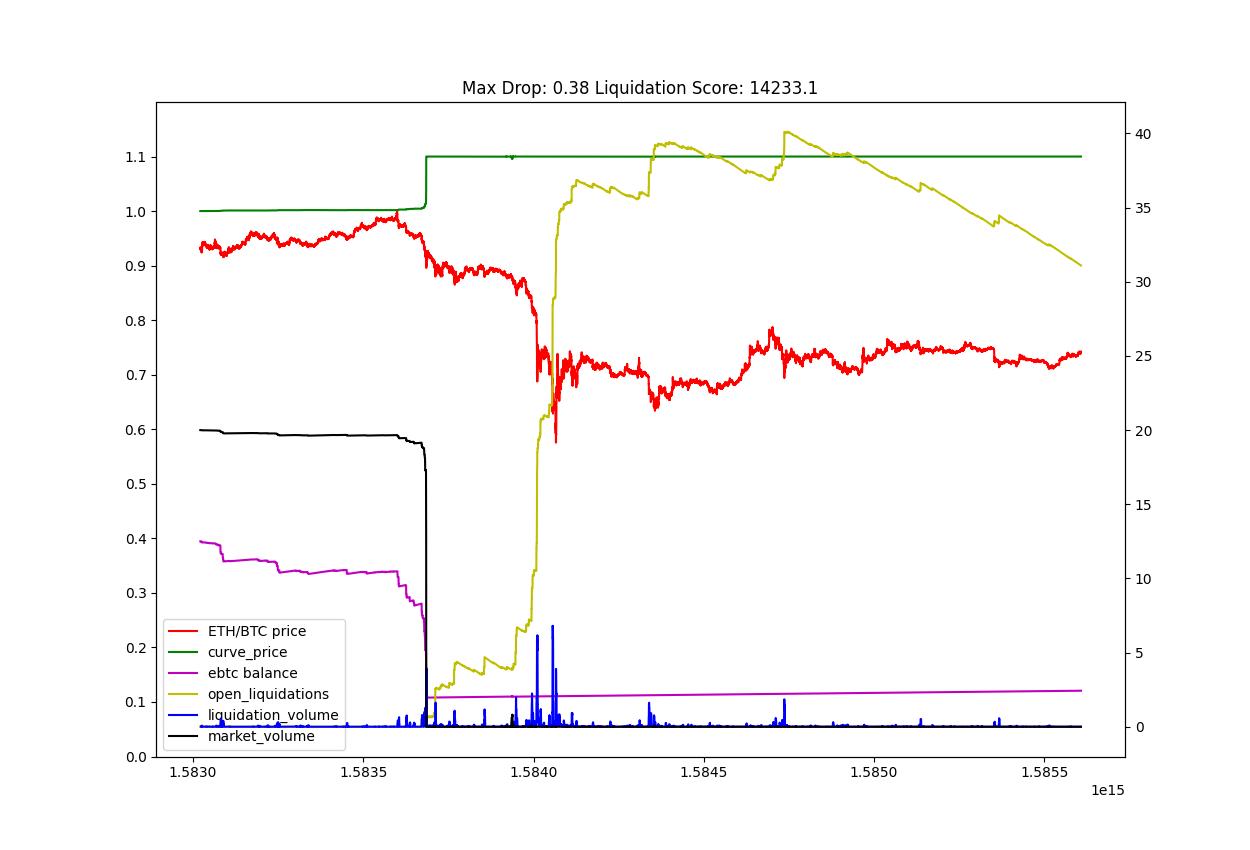 Max Drop: 0.38 Liquidation Score: 14233.1
1.1
1.0
0.9
0.8
0.7
0.6
0.5
0.4
0.3
0.2
0.1
0.0
40
35
30
25
20
15
10
5
0
ETH/BTC price
curve_price
ebtc balance
open_liquidations
liquidation_volume
market_volume
1.5830 1.5835 1.5840 1.5845 1.5850 1.5855
1e15